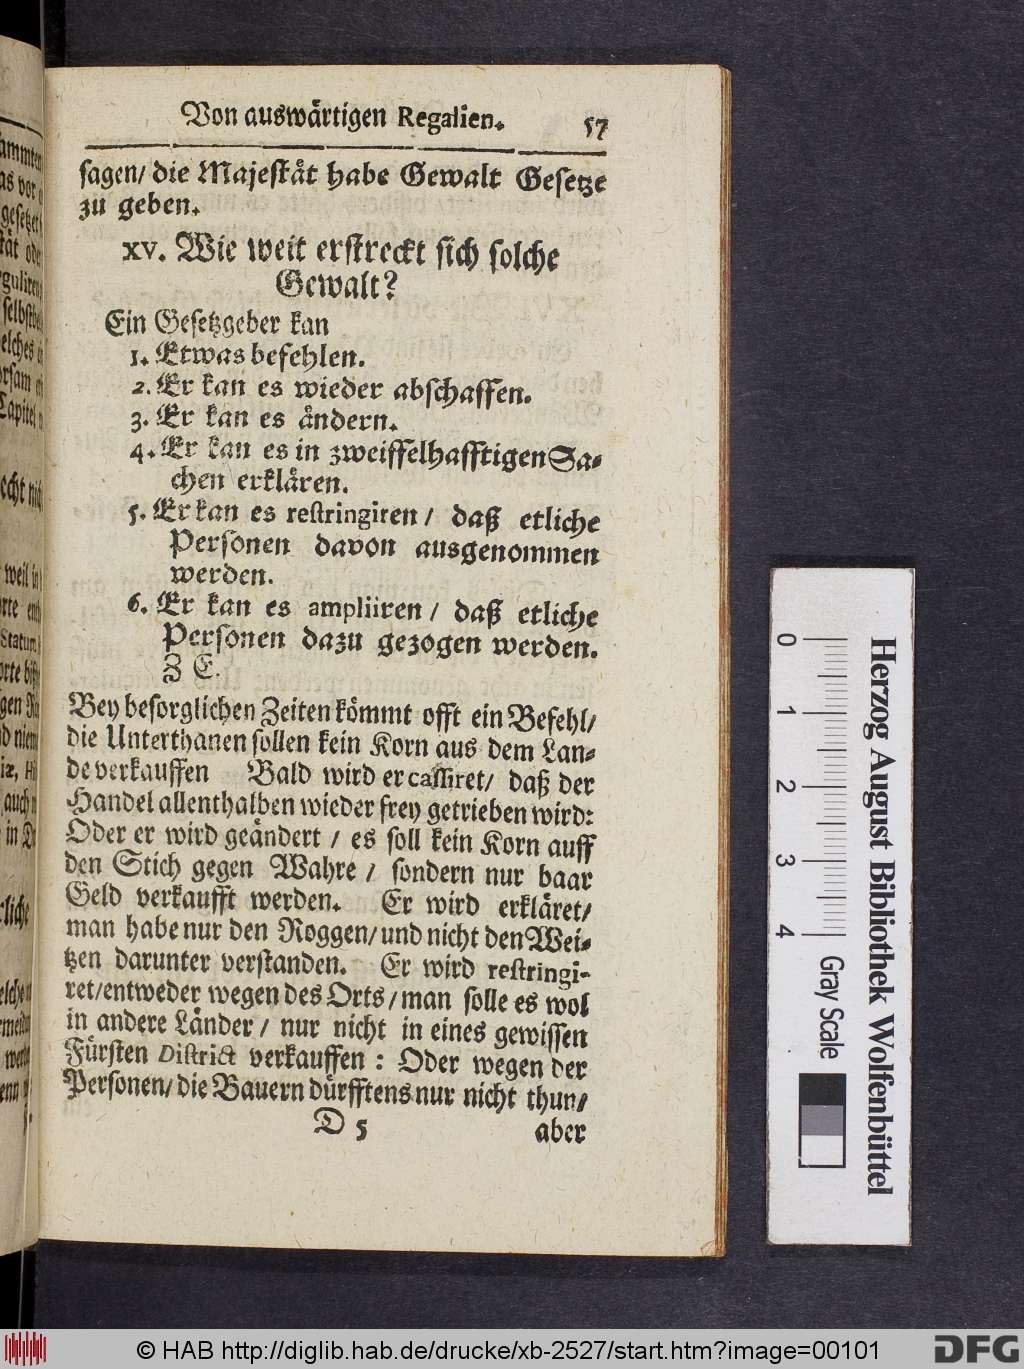 Von auswärtigen Regalien. 57
sagen/ die Majestät habe Gewalt Gesetze
zu geben.
XV. Wie weit erstreckt sich solche
Gewalt?
Ein Gesetzgeber kan
1. Etwas befehlen.
2. Er kan es wieder abschaffen.
3. Er kan es ändern.
4. Er kan es in zweiffelhafftigen Sa-
chen erklären.
5. Er kan es restringiren / daß etliche
Personen davon ausgenommen
werden.
6. Er kan es ampliiren / daß etliche
Personen dazu gezogen werden.
Z E.
Bey besorglichen Zeiten kömmt offt ein Befehl/
die Unterthanen sollen kein Korn aus dem Lan-
de verkauffen Bald wird er cassiret/ daß der
Handel allenthalben wieder frey getrieben wird:
Oder er wird geändert / es soll kein Korn auff
den Stich gegen Wahre / sondern nur baar
Geld verkaufft werden. Er wird erkläret/
man habe nur den Roggen/ und nicht den Wei-
tzen darunter verstanden. Er wird restringi-
ret/ entweder wegen des Orts / man solle es wol
in andere Länder / nur nicht in eines gewissen
Fürsten District verkauffen : Oder wegen der
Personen/ die Bauern dürfftens nur nicht thun/
D 5 aber
0 1 2 3 4 Gray Scale
Herzog August Bibliothek Wolfenbüttel
© HAB http://diglib.hab.de/drucke/xb-2527/start.htm?image=00101
DFG